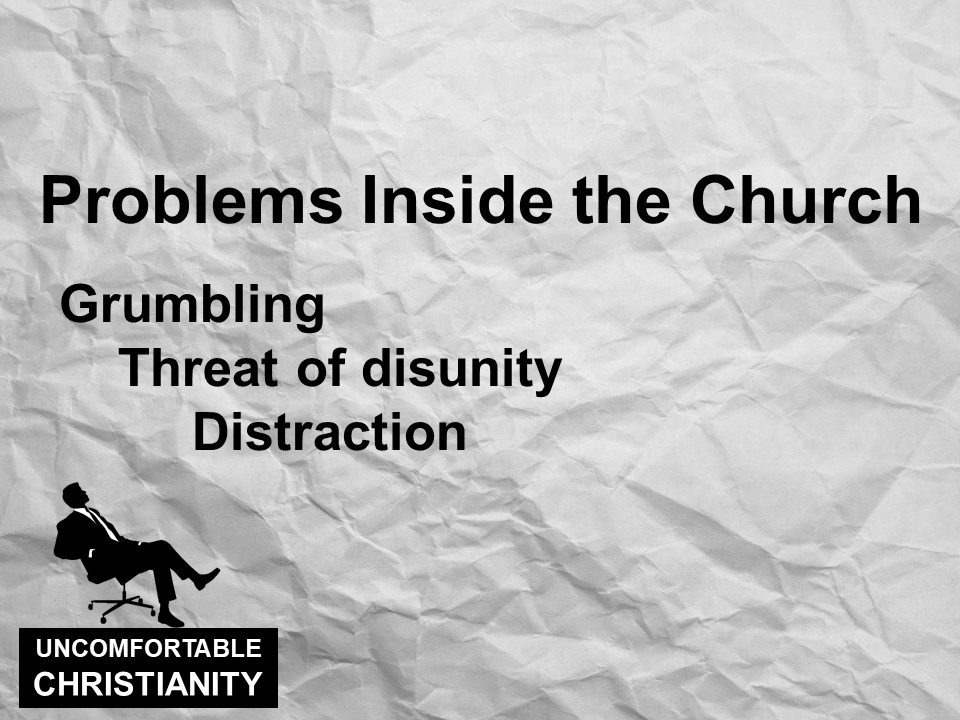 Problems Inside the Church
Grumbling
Threat of disunity
Distraction
UNCOMFORTABLE
CHRISTIANITY